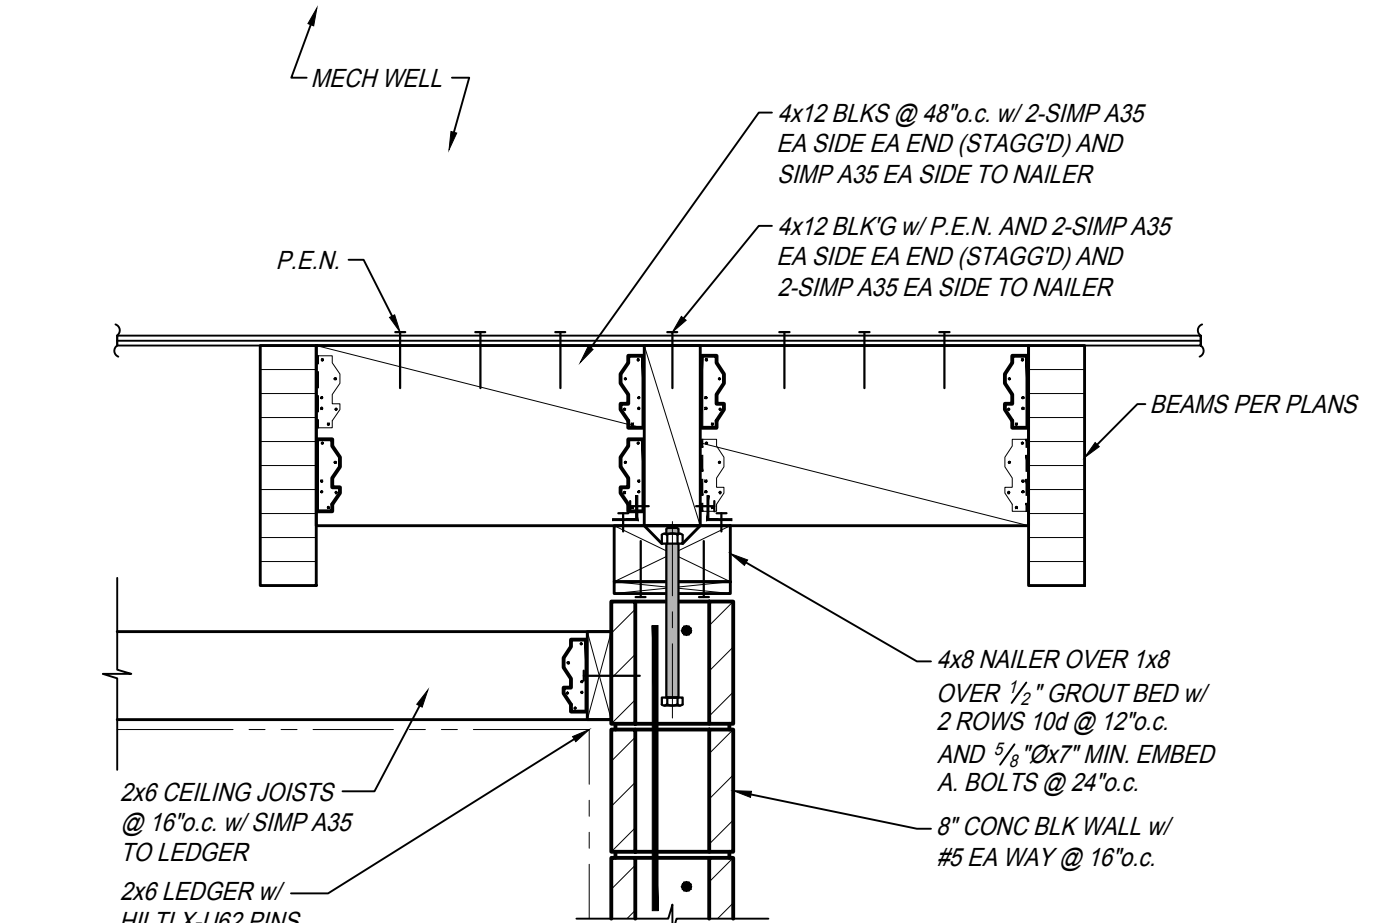 MECH WELL
4x12 BLKS @ 48"o.c. w/ 2-SIMP A35
EA SIDE EA END (STAGG'D) AND
SIMP A35 EA SIDE TO NAILER
4x12 BLK'G w/ P.E.N. AND 2-SIMP A35
EA SIDE EA END (STAGG'D) AND
2-SIMP A35 EA SIDE TO NAILER
P.E.N.
BEAMS PER PLANS
4x8 NAILER OVER 1x8
OVER 1/2" GROUT BED w/
2 ROWS 10d @ 12"o.c.
AND 5/8"Øx7" MIN. EMBED
A. BOLTS @ 24"o.c.
8" CONC BLK WALL w/
#5 EA WAY @ 16"o.c.
2x6 CEILING JOISTS
@ 16"o.c. w/ SIMP A35
TO LEDGER
2x6 LEDGER w/
HILTI X-U62 PINS